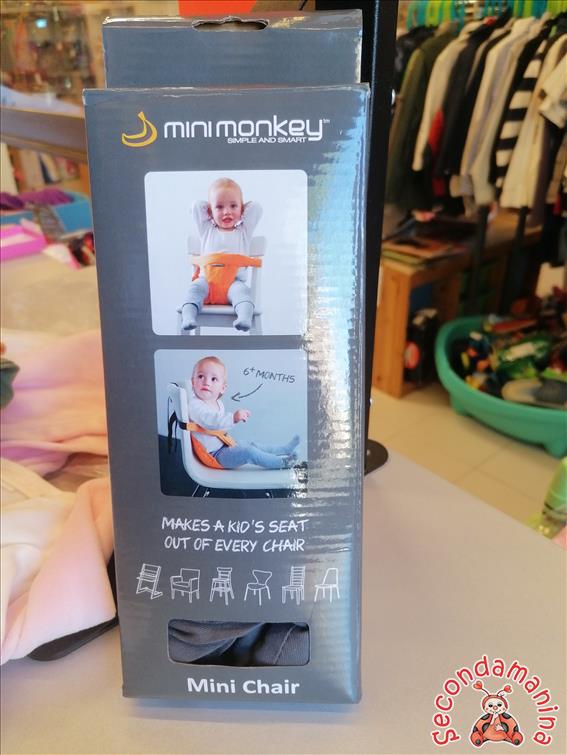 minimonkey™
SIMPLE AND SMART
6+ MONTHS
MAKES A KID'S SEAT
OUT OF EVERY CHAIR
Mini Chair
Secondamanina